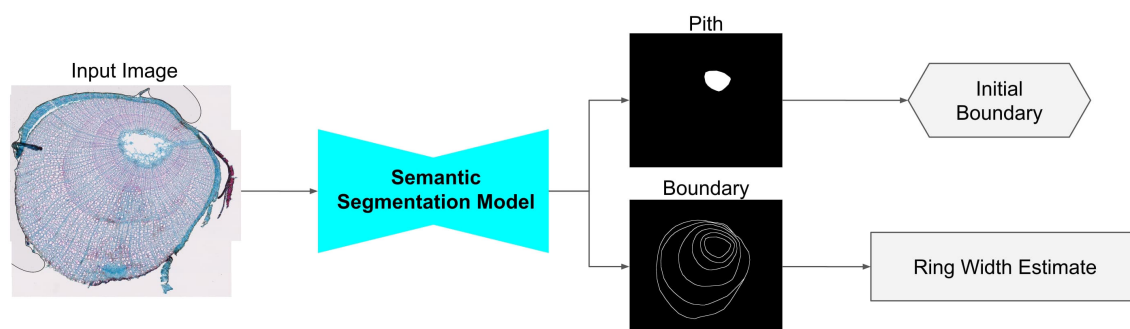 Input Image
Semantic
Segmentation Model
Pith
Initial
Boundary
Boundary
Ring Width Estimate